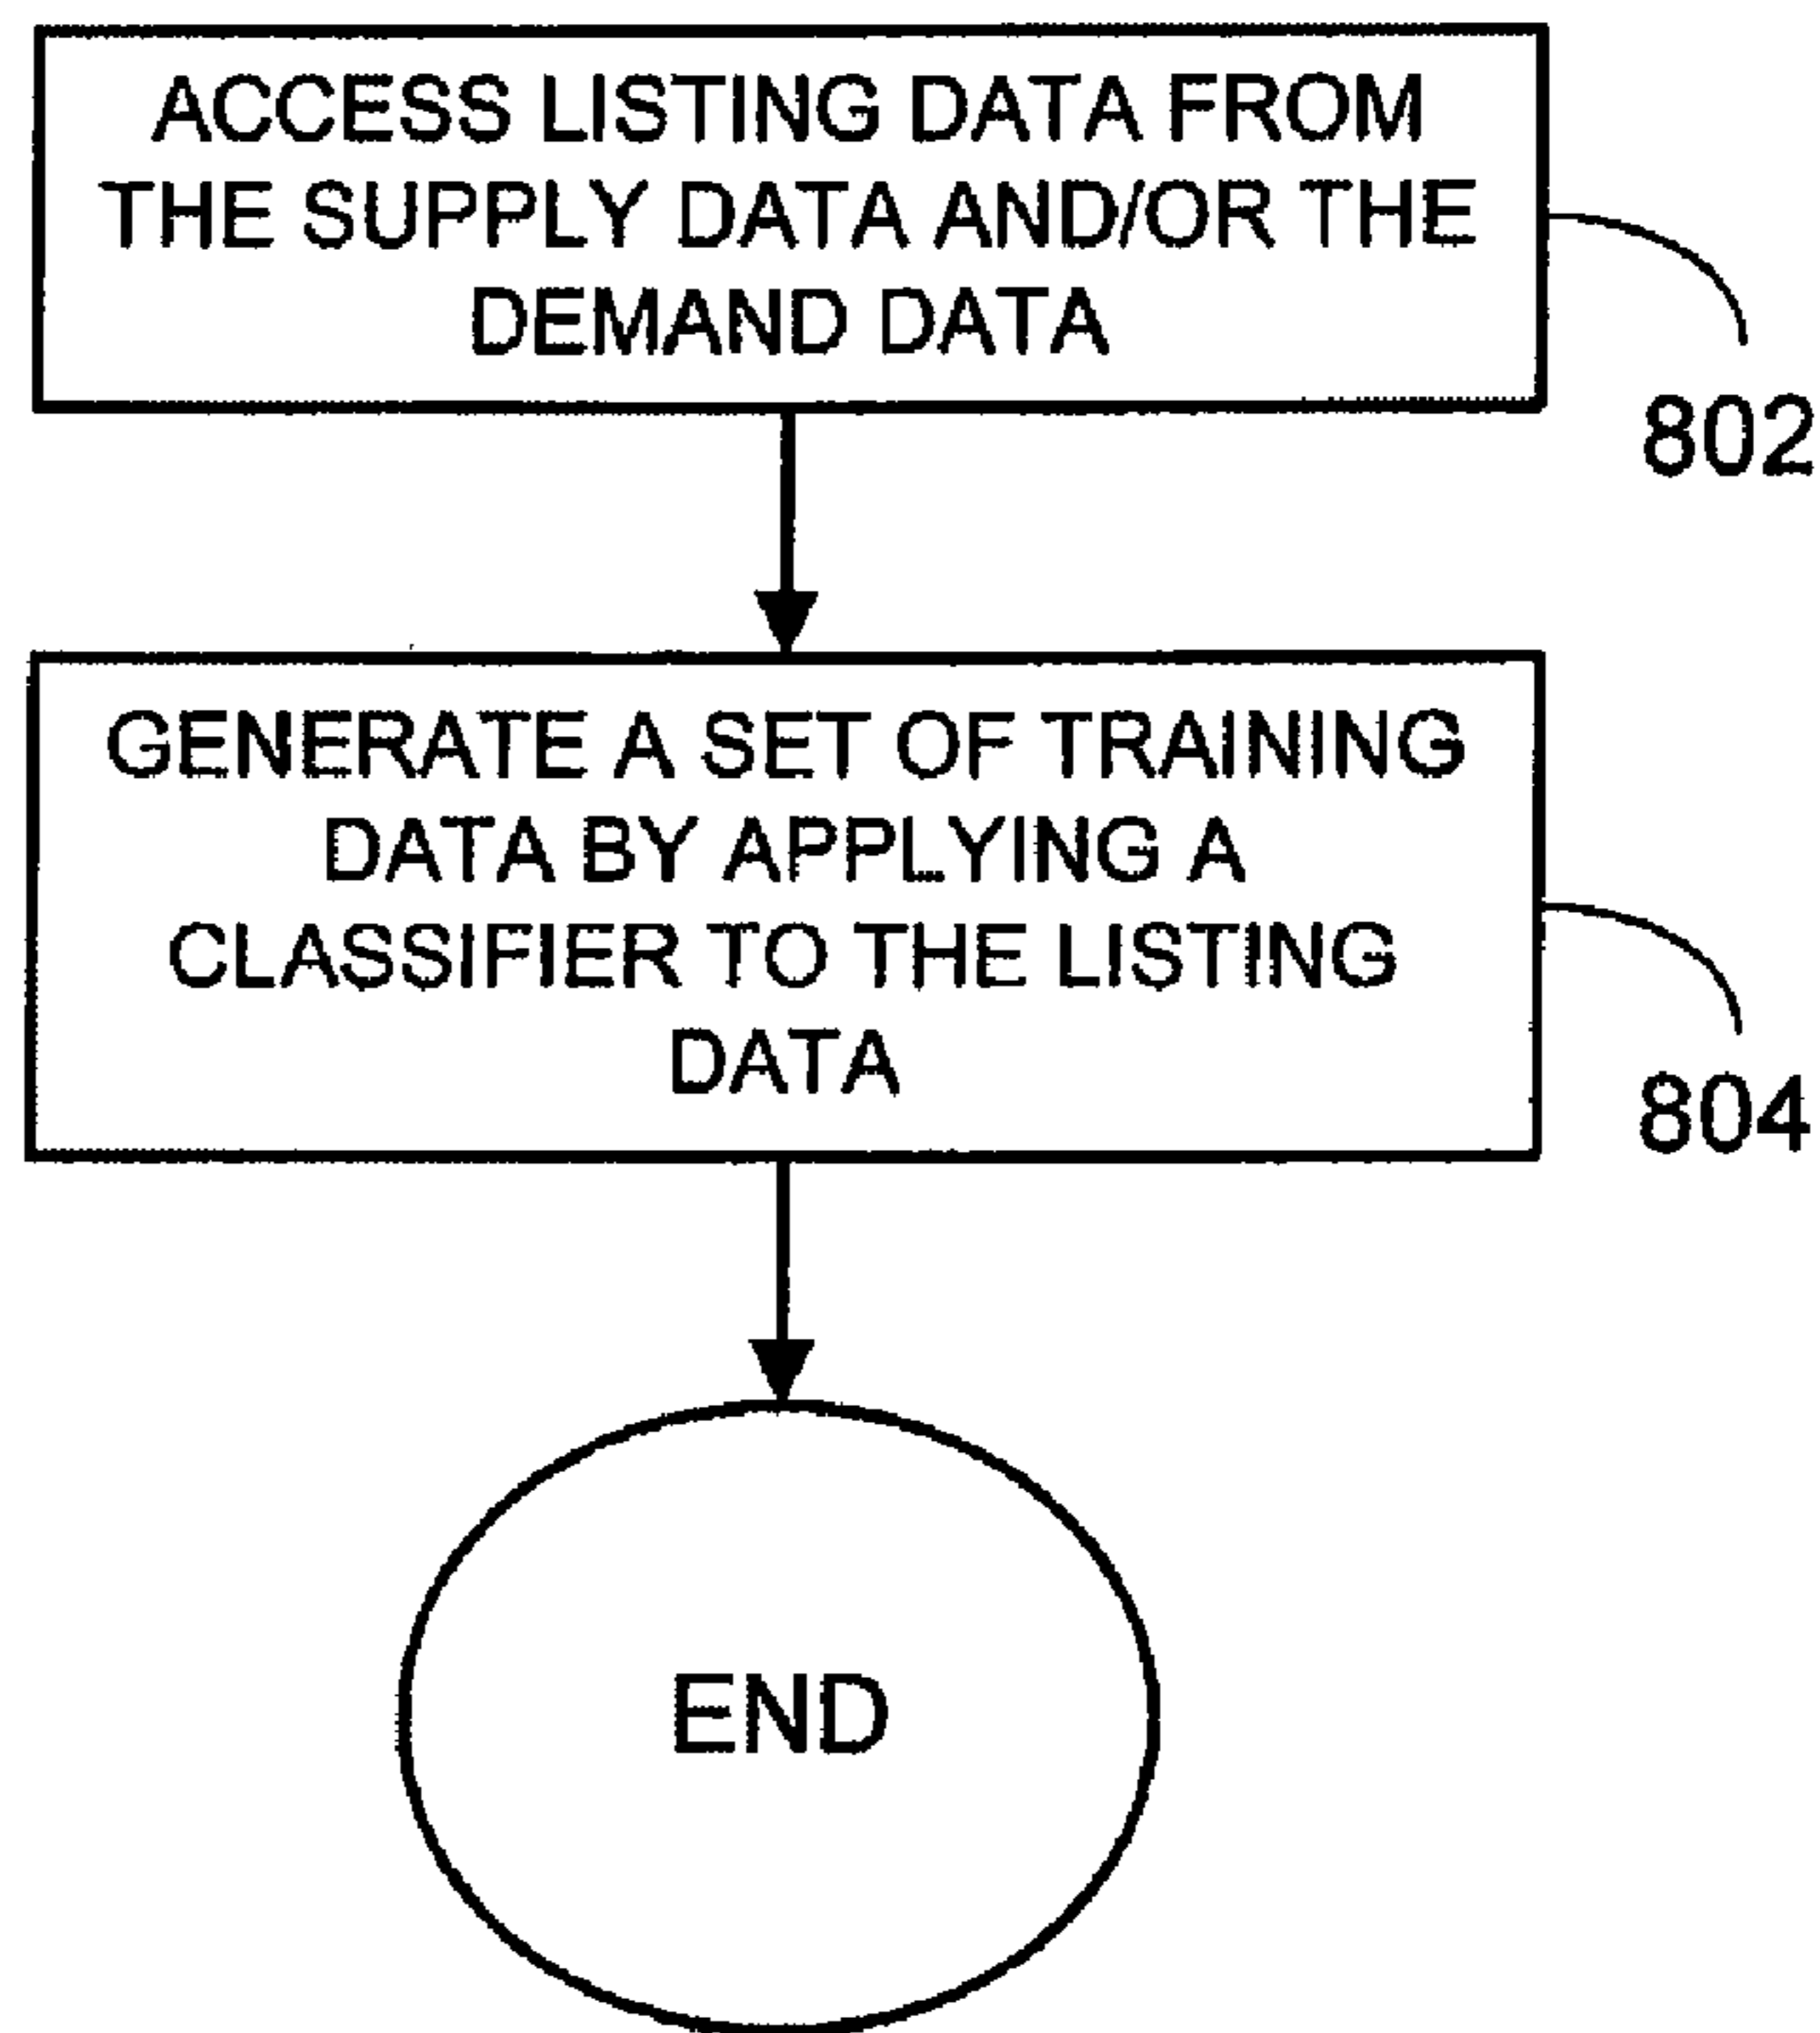 ACCESS LISTING DATA FROM
THE SUPPLY DATA AND/OR THE
DEMAND DATA
802
GENERATE A SET OF TRAINING
DATA BY APPLYING A
CLASSIFIER TO THE LISTING
DATA
804
END